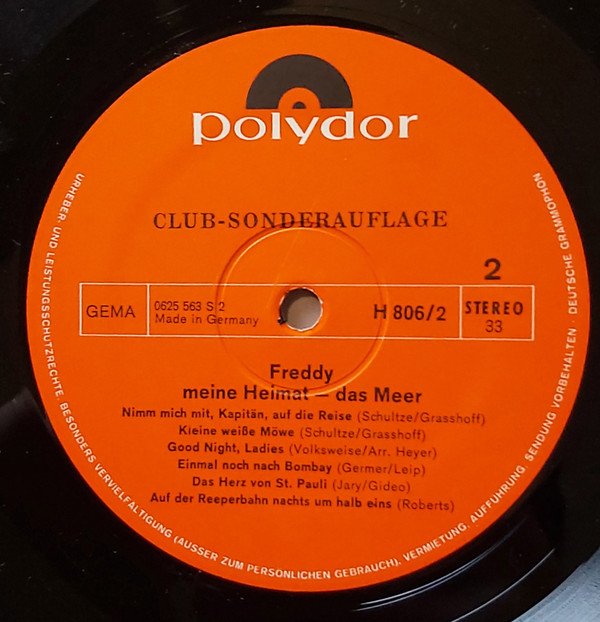 polydor
CLUB-SONDERAUFLAGE
2
GEMA
0625 563 S 2
Made in Germany
H 806/2
STEREO
33
Freddy
meine Heimat – das Meer
Nimm mich mit, Kapitän, auf die Reise (Schultze/Grasshoff)
Kleine weiße Möwe (Schultze/Grasshoff)
Good Night, Ladies (Volksweise/Arr. Heyer)
Einmal noch nach Bombay (Germer/Leip)
Das Herz von St. Pauli (Jary/Gideo)
Auf der Reeperbahn nachts um halb eins (Roberts)
URHEBER- UND LEISTUNGSSCHUTZRECHTE, BESONDERS VERVIELFÄLTIGUNG (AUSSER ZUM PERSÖNLICHEN GEBRAUCH), VERMIETUNG, AUFFÜHRUNG, SENDUNG VORBEHALTEN  DEUTSCHE GRAMMOPHON